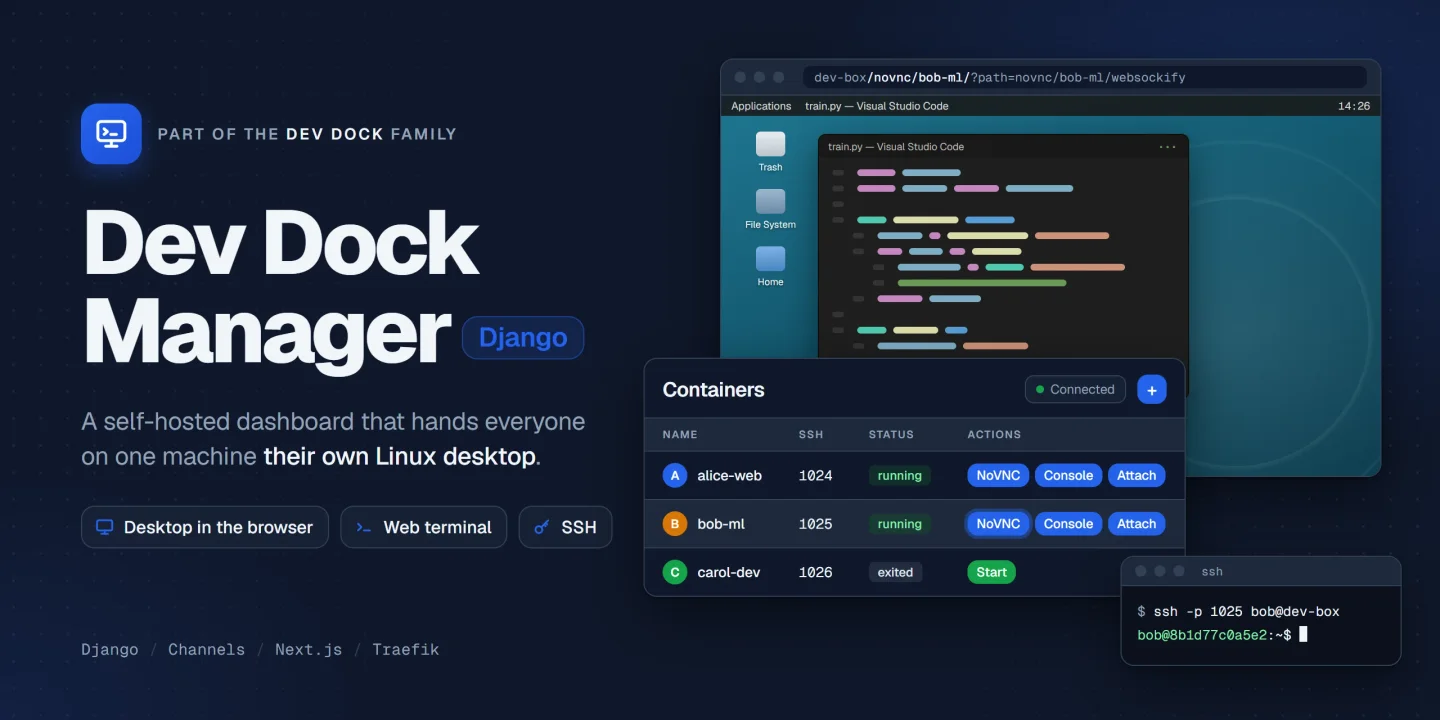 PART OF THE DEV DOCK FAMILY
Dev Dock
Manager Django
A self-hosted dashboard that hands everyone
on one machine their own Linux desktop.
Desktop in the browser
Web terminal
SSH
Django / Channels / Next.js / Traefik
dev-box/novnc/bob-ml/?path=novnc/bob-ml/websockify
Applications train.py — Visual Studio Code 14:26
Trash
File System
Home
train.py — Visual Studio Code
Containers Connected +
NAME SSH STATUS ACTIONS
A alice-web 1024 running NoVNC Console Attach
B bob-ml 1025 running NoVNC Console Attach
C carol-dev 1026 exited Start
ssh
$ ssh -p 1025 bob@dev-box
bob@8b1d77c0a5e2:~$